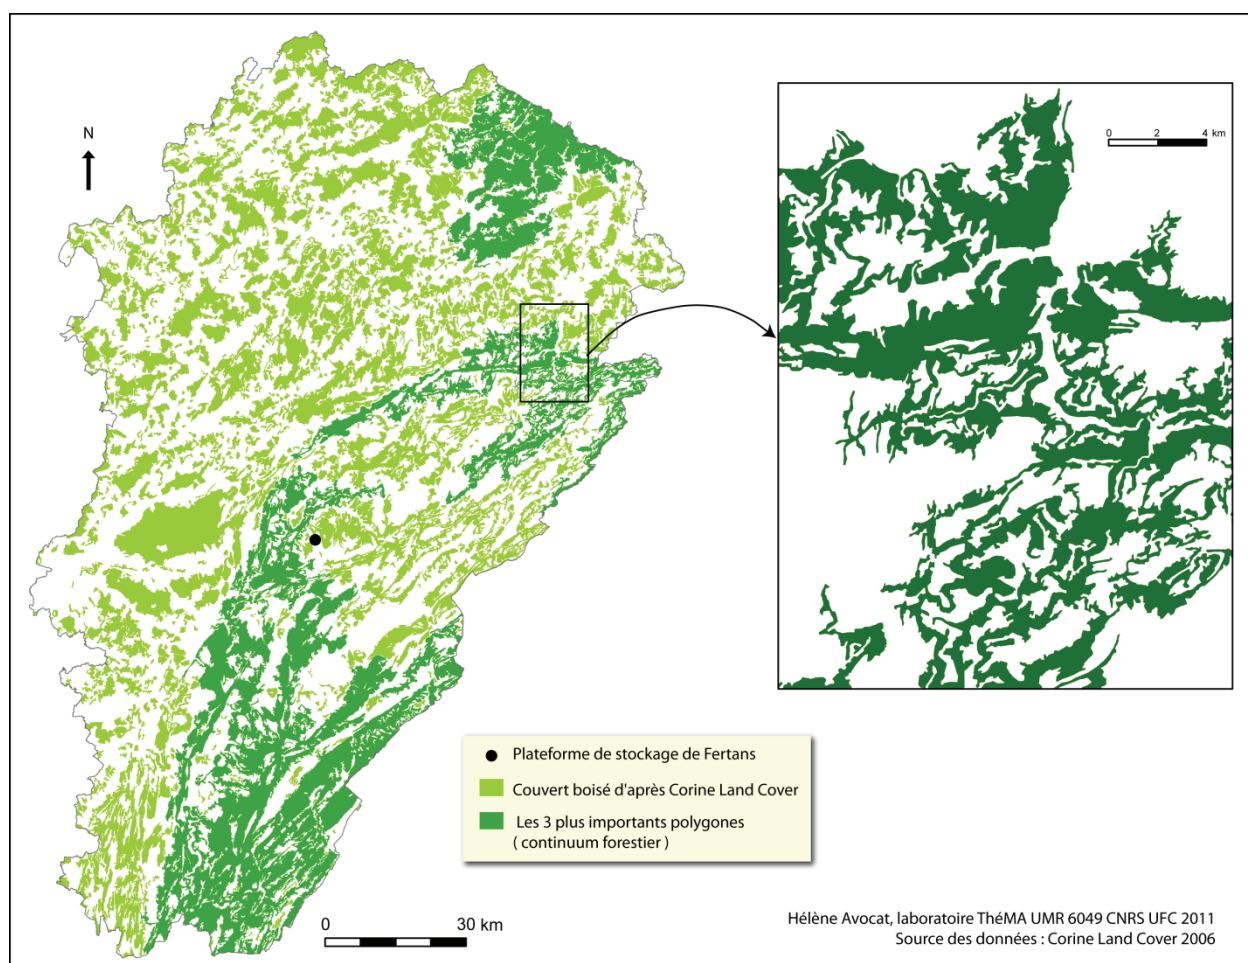 N
0 2 4 km
Plateforme de stockage de Fertans
Couvert boisé d'après Corine Land Cover
Les 3 plus importants polygones
( continuum forestier )
0 30 km
Hélène Avocat, laboratoire ThéMA UMR 6049 CNRS UFC 2011
Source des données : Corine Land Cover 2006